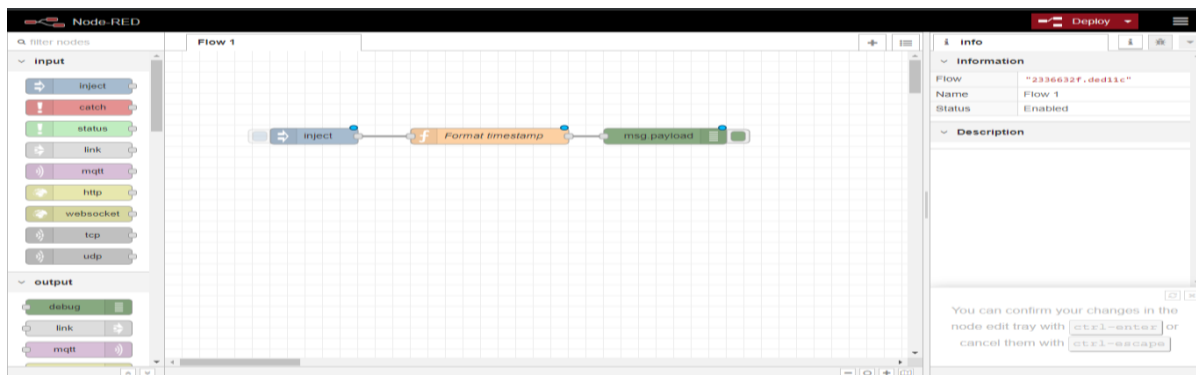 Node-RED
Deploy
filter nodes
input
inject
catch
status
link
mqtt
http
websocket
tcp
udp
output
debug
link
mqtt
Flow 1
inject
Format timestamp
msg.payload
info
Information
Flow "2336632f.ded11c"
Name Flow 1
Status Enabled
Description
You can confirm your changes in the
node edit tray with ctrl-enter or
cancel them with ctrl-escape